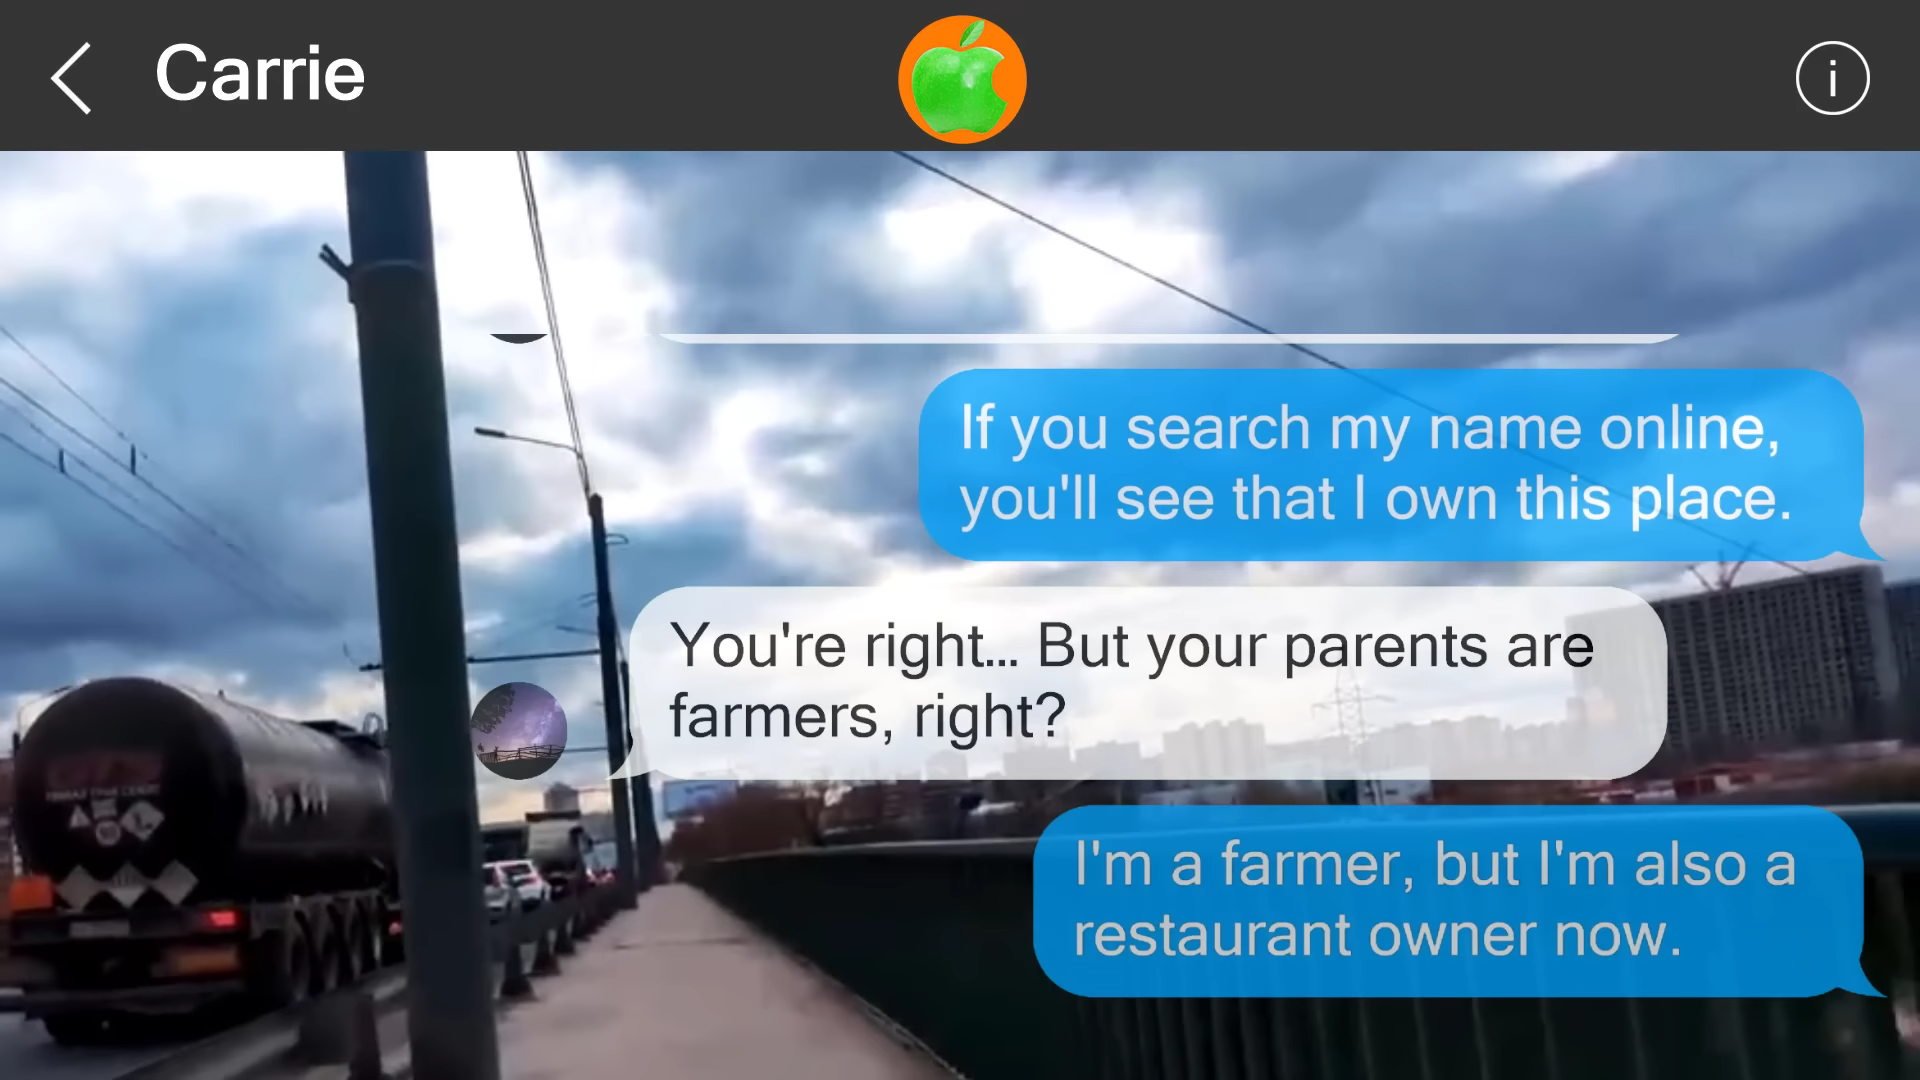 Carrie
i
If you search my name online,
you'll see that I own this place.
You're right... But your parents are
farmers, right?
I'm a farmer, but I'm also a
restaurant owner now.